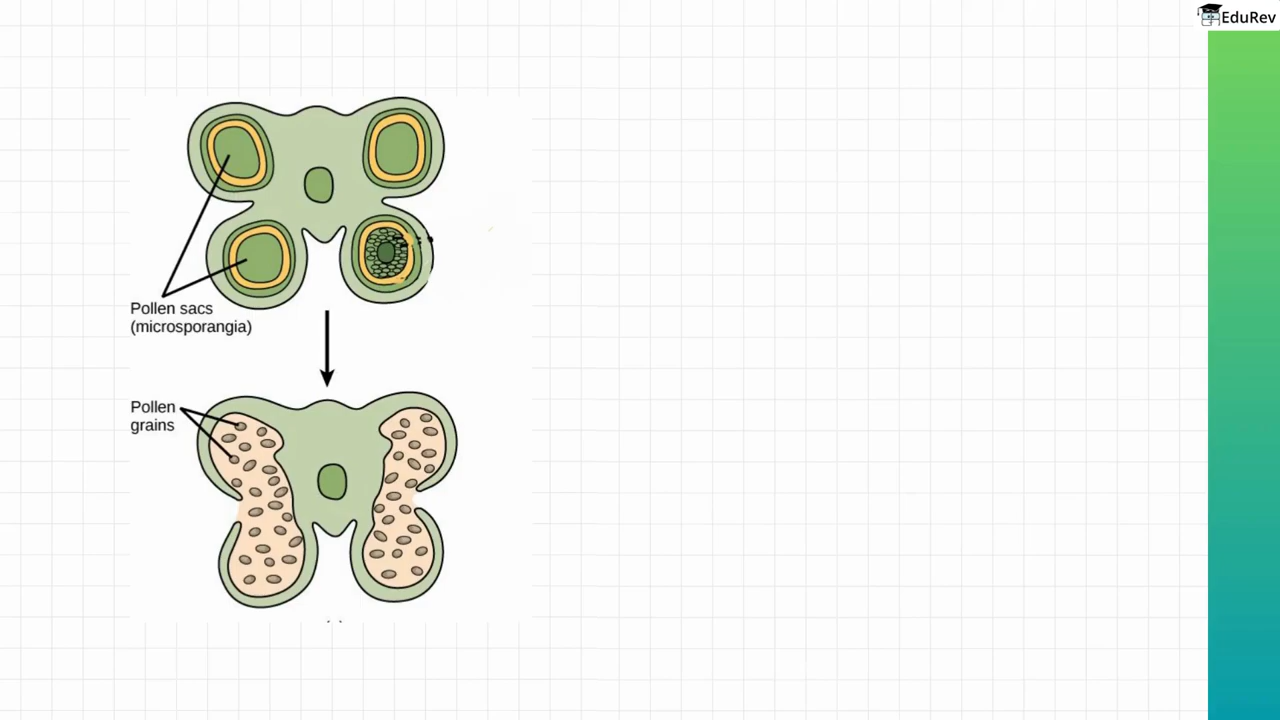 EduRev
Pollen sacs
(microsporangia)
Pollen
grains